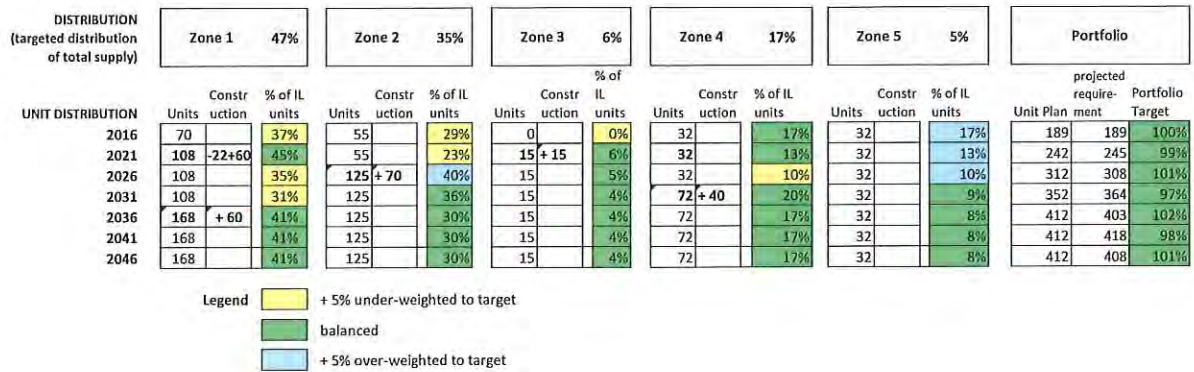 DISTRIBUTION
(targeted distribution
of total supply)
Zone 1 47%
Zone 2 35%
Zone 3 6%
Zone 4 17%
Zone 5 5%
Portfolio
UNIT DISTRIBUTION
Units Constr uction % of IL units
Units Constr uction % of IL units
Units Constr uction % of IL units
Units Constr uction % of IL units
Units Constr uction % of IL units
Unit Plan projected require- ment Portfolio Target
2016 70 37% 55 29% 0 0% 32 17% 32 17% 189 189 100%
2021 108 -22+60 45% 55 23% 15 + 15 6% 32 13% 32 13% 242 245 99%
2026 108 35% 125 + 70 40% 15 5% 32 10% 32 10% 312 308 101%
2031 108 31% 125 36% 15 4% 72 + 40 20% 32 9% 352 364 97%
2036 168 + 60 41% 125 30% 15 4% 72 17% 32 8% 412 403 102%
2041 168 41% 125 30% 15 4% 72 17% 32 8% 412 418 98%
2046 168 41% 125 30% 15 4% 72 17% 32 8% 412 408 101%
Legend + 5% under-weighted to target
balanced
+ 5% over-weighted to target